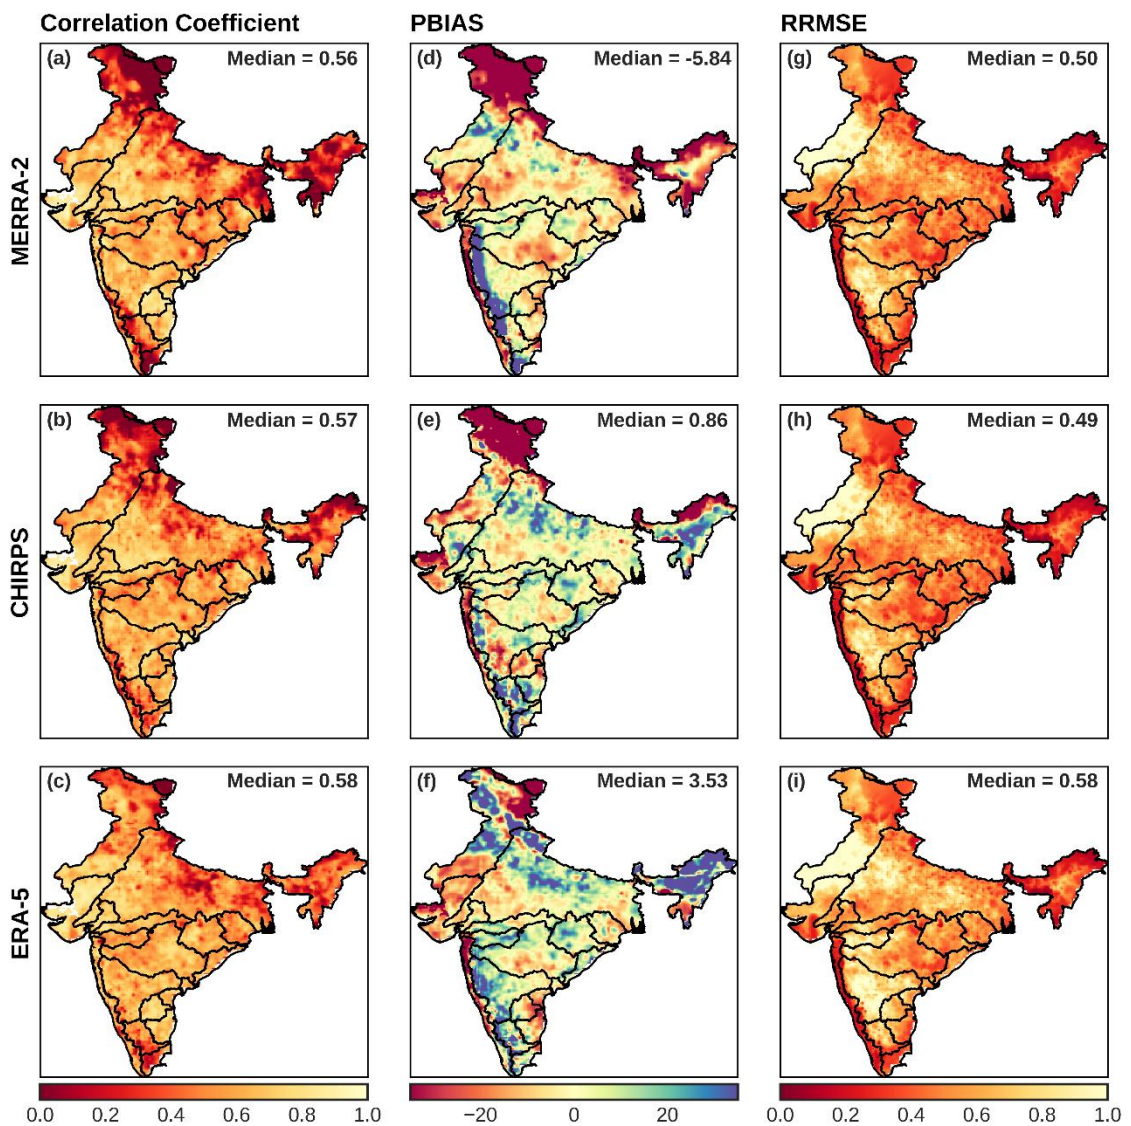 Correlation Coefficient PBIAS RRMSE
(a) Median = 0.56 (d) Median = -5.84 (g) Median = 0.50
MERRA-2
(b) Median = 0.57 (e) Median = 0.86 (h) Median = 0.49
CHIRPS
(c) Median = 0.58 (f) Median = 3.53 (i) Median = 0.58
ERA-5
0.0 0.2 0.4 0.6 0.8 1.0 −20 0 20 0.0 0.2 0.4 0.6 0.8 1.0